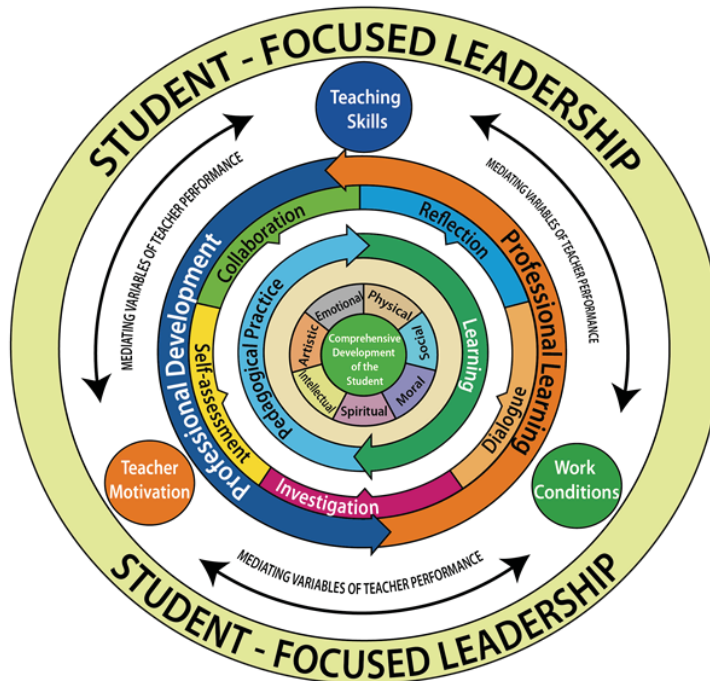 STUDENT - FOCUSED LEADERSHIP
Teaching
Skills
MEDIATING VARIABLES OF TEACHER PERFORMANCE
MEDIATING VARIABLES OF TEACHER PERFORMANCE
Professional Development
Professional Learning
Collaboration
Reflection
Pedagogical Practice
Learning
Emotional
Physical
Artistic
Social
Comprehensive
Development
of the
Student
Intellectual
Moral
Spiritual
Self-assessment
Dialogue
Investigation
Teacher
Motivation
Work
Conditions
MEDIATING VARIABLES OF TEACHER PERFORMANCE
STUDENT - FOCUSED LEADERSHIP